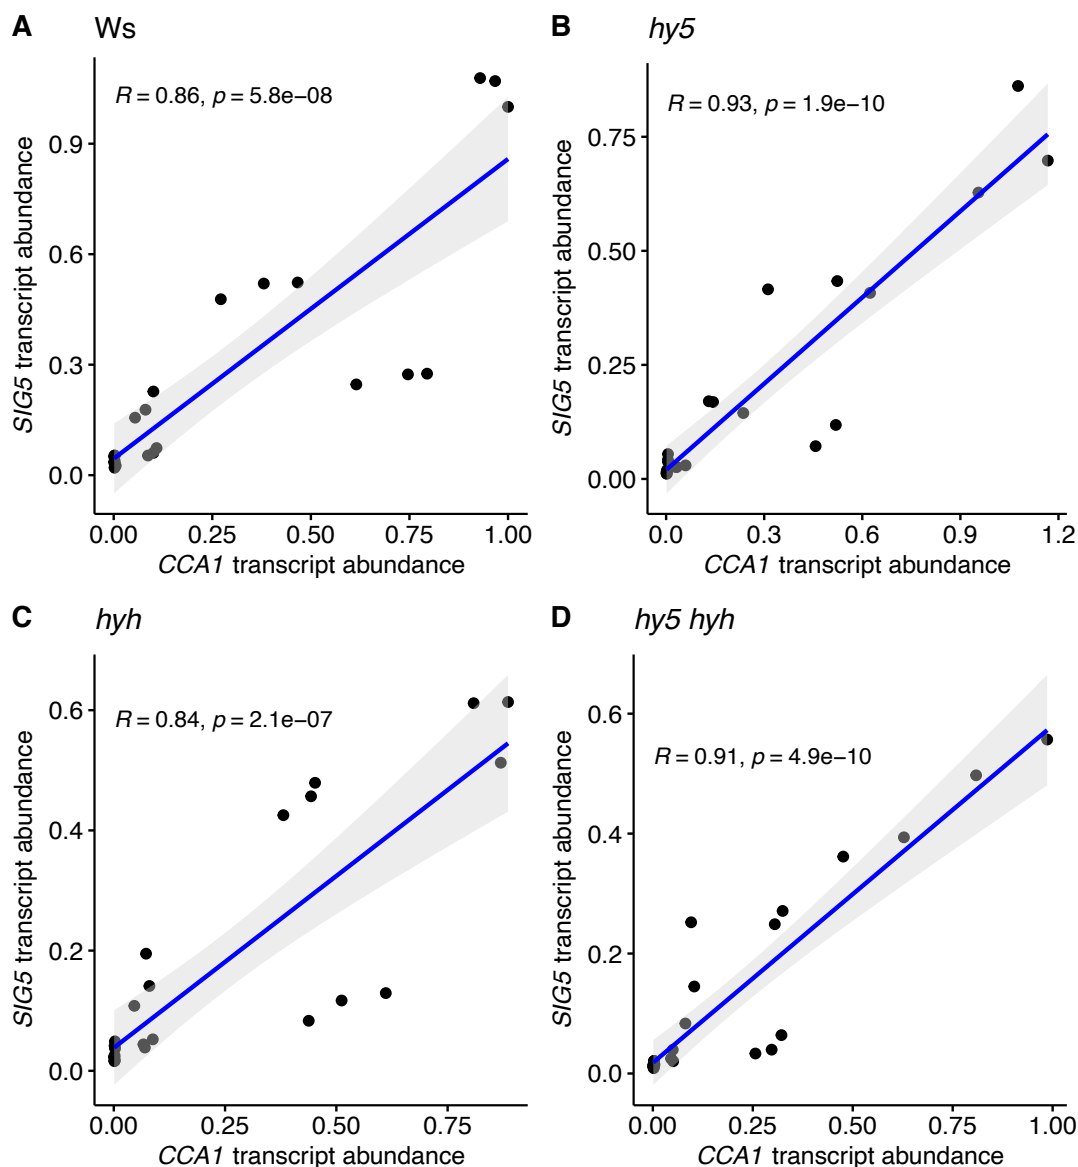 A Ws
R = 0.86, p = 5.8e−08
SIG5 transcript abundance
0.9
0.6
0.3
0.0
0.00 0.25 0.50 0.75 1.00
CCA1 transcript abundance
B hy5
R = 0.93, p = 1.9e−10
SIG5 transcript abundance
0.75
0.50
0.25
0.00
0.0 0.3 0.6 0.9 1.2
CCA1 transcript abundance
C hyh
R = 0.84, p = 2.1e−07
SIG5 transcript abundance
0.6
0.4
0.2
0.0
0.00 0.25 0.50 0.75
CCA1 transcript abundance
D hy5 hyh
R = 0.91, p = 4.9e−10
SIG5 transcript abundance
0.6
0.4
0.2
0.0
0.00 0.25 0.50 0.75 1.00
CCA1 transcript abundance